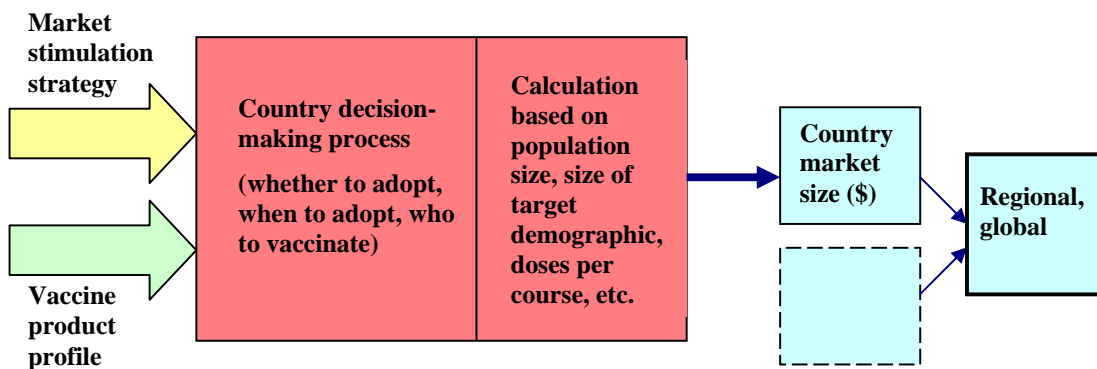 Market
stimulation
strategy
Country decision-
making process
(whether to adopt,
when to adopt, who
to vaccinate)
Calculation
based on
population
size, size of
target
demographic,
doses per
course, etc.
Country
market
size ($)
Regional,
global
Vaccine
product
profile